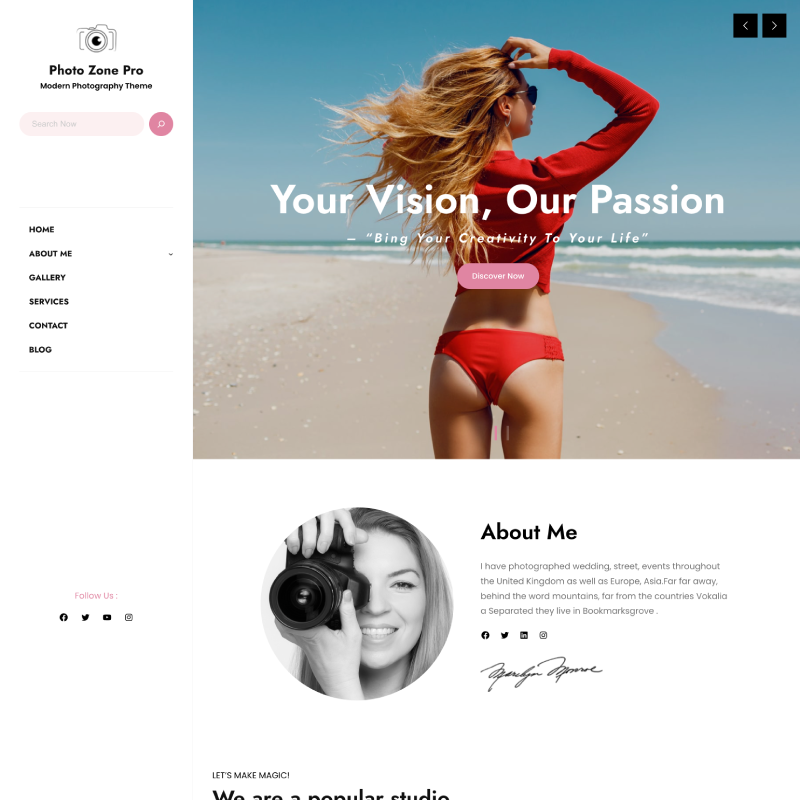 Photo Zone Pro
Modern Photography Theme
Search Now
HOME
ABOUT ME
GALLERY
SERVICES
CONTACT
BLOG
Follow Us :
Your Vision, Our Passion
– “Bing Your Creativity To Your Life”
Discover Now
About Me
I have photographed wedding, street, events throughout
the United Kingdom as well as Europe, Asia.Far far away,
behind the word mountains, far from the countries Vokalia
a Separated they live in Bookmarksgrove .
Marilyn Monroe
LET'S MAKE MAGIC!
We are a popular studio